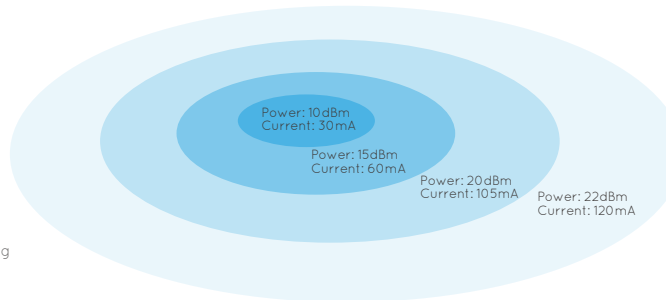 Power: 10dBm
Current: 30mA
Power: 15dBm
Current: 60mA
Power: 20dBm
Current: 105mA
Power: 22dBm
Current: 120mA
g